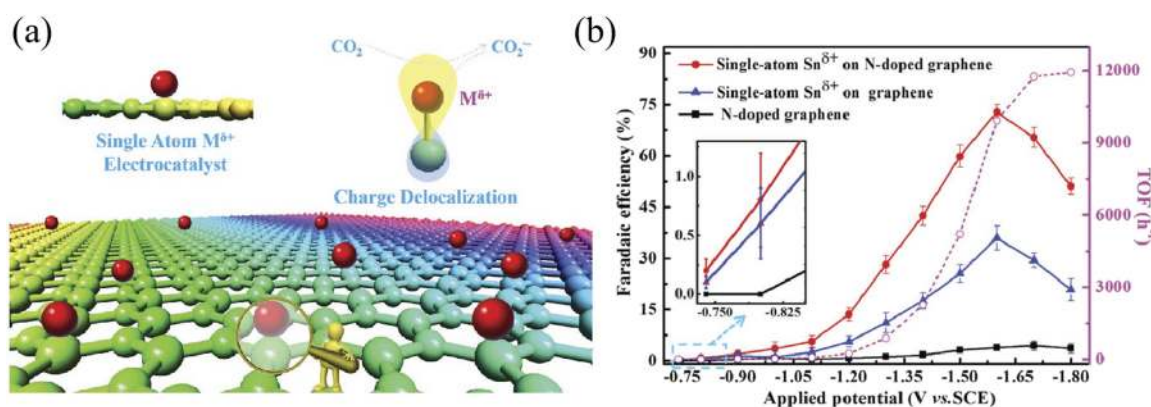 (a)
CO2
CO2−
Mδ+
Single Atom Mδ+
Electrocatalyst
Charge Delocalization
(b)
90
75
60
45
30
15
0
Faradaic efficiency (%)
Single-atom Snδ+ on N-doped graphene
Single-atom Snδ+ on graphene
N-doped graphene
1.0
0.5
0.0
-0.750
-0.825
12000
9000
6000
3000
0
TOF (h-1)
-0.75 -0.90 -1.05 -1.20 -1.35 -1.50 -1.65 -1.80
Applied potential (V vs.SCE)